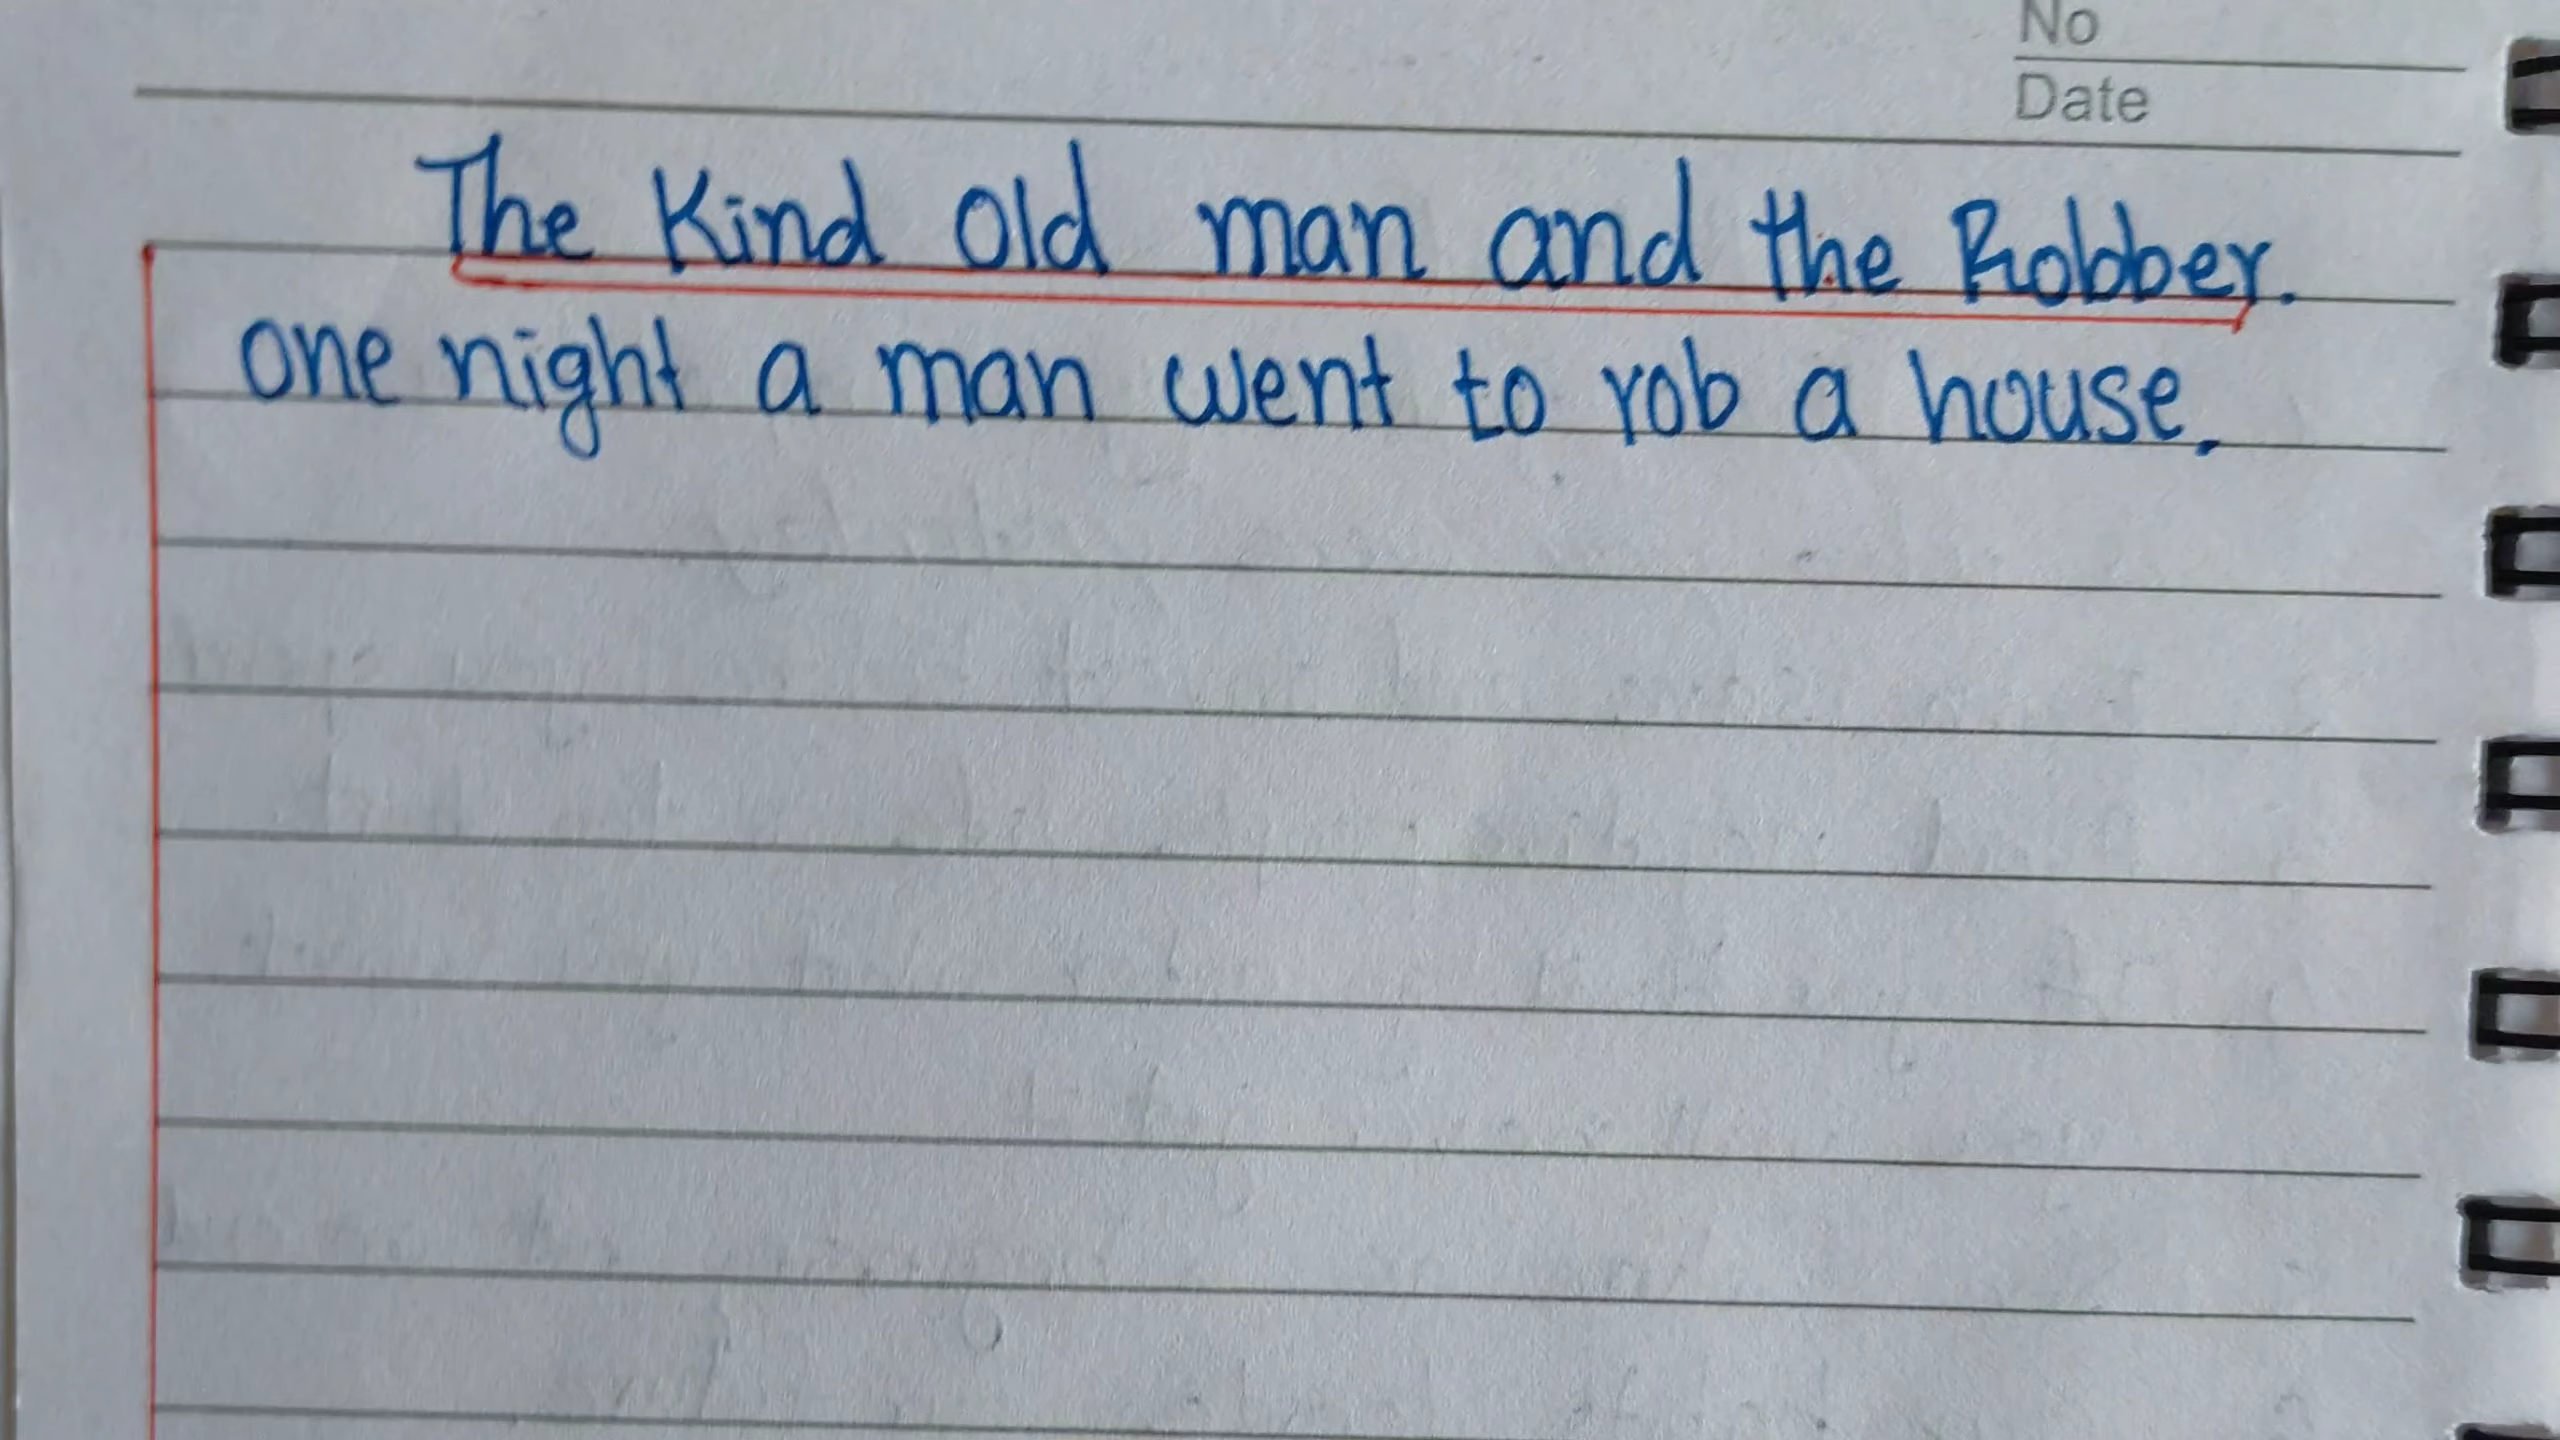 No
Date
The Kind Old man and the Robber.
one night a man went to rob a house.